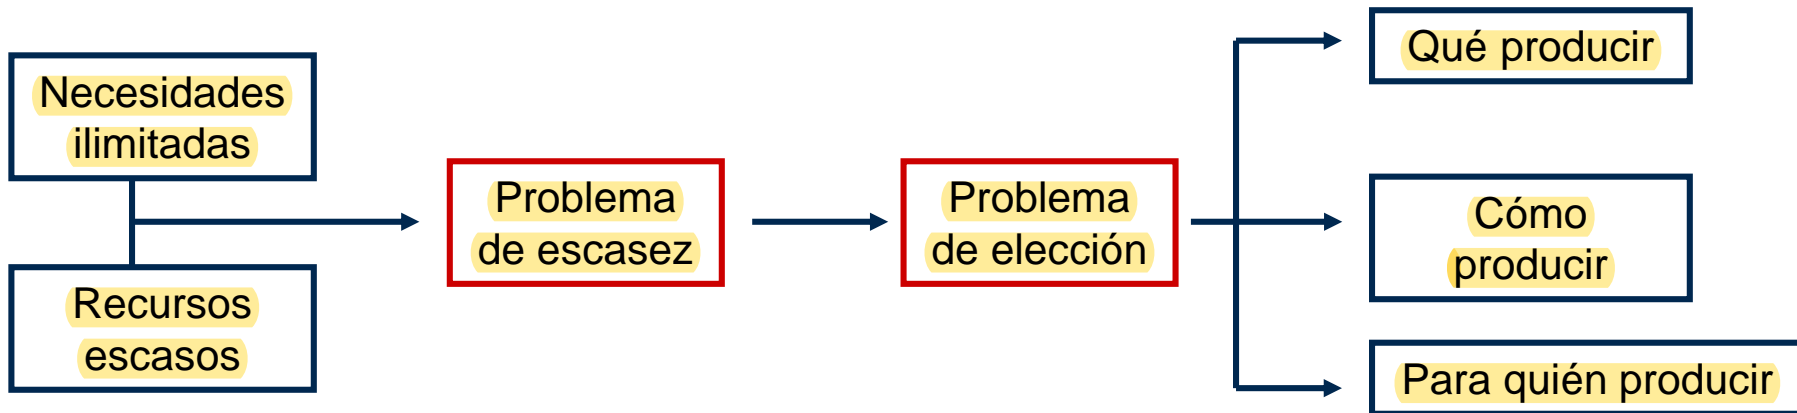 Necesidades
ilimitadas
Recursos
escasos
Problema
de escasez
Problema
de elección
Qué producir
Cómo
producir
Para quién producir